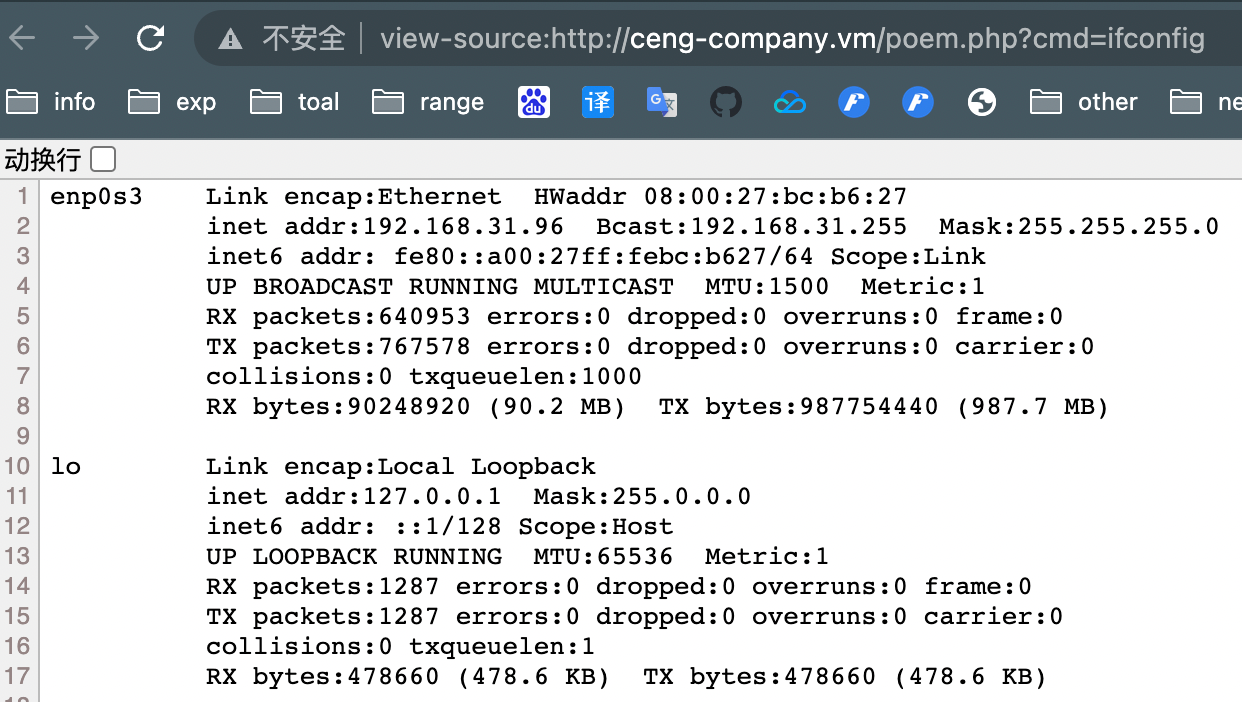 不安全 view-source:http://ceng-company.vm/poem.php?cmd=ifconfig
info exp toal range du 译 G 文 other ne
动换行
1 enp0s3 Link encap:Ethernet HWaddr 08:00:27:bc:b6:27
2 inet addr:192.168.31.96 Bcast:192.168.31.255 Mask:255.255.255.0
3 inet6 addr: fe80::a00:27ff:febc:b627/64 Scope:Link
4 UP BROADCAST RUNNING MULTICAST MTU:1500 Metric:1
5 RX packets:640953 errors:0 dropped:0 overruns:0 frame:0
6 TX packets:767578 errors:0 dropped:0 overruns:0 carrier:0
7 collisions:0 txqueuelen:1000
8 RX bytes:90248920 (90.2 MB) TX bytes:987754440 (987.7 MB)
9
10 lo Link encap:Local Loopback
11 inet addr:127.0.0.1 Mask:255.0.0.0
12 inet6 addr: ::1/128 Scope:Host
13 UP LOOPBACK RUNNING MTU:65536 Metric:1
14 RX packets:1287 errors:0 dropped:0 overruns:0 frame:0
15 TX packets:1287 errors:0 dropped:0 overruns:0 carrier:0
16 collisions:0 txqueuelen:1
17 RX bytes:478660 (478.6 KB) TX bytes:478660 (478.6 KB)